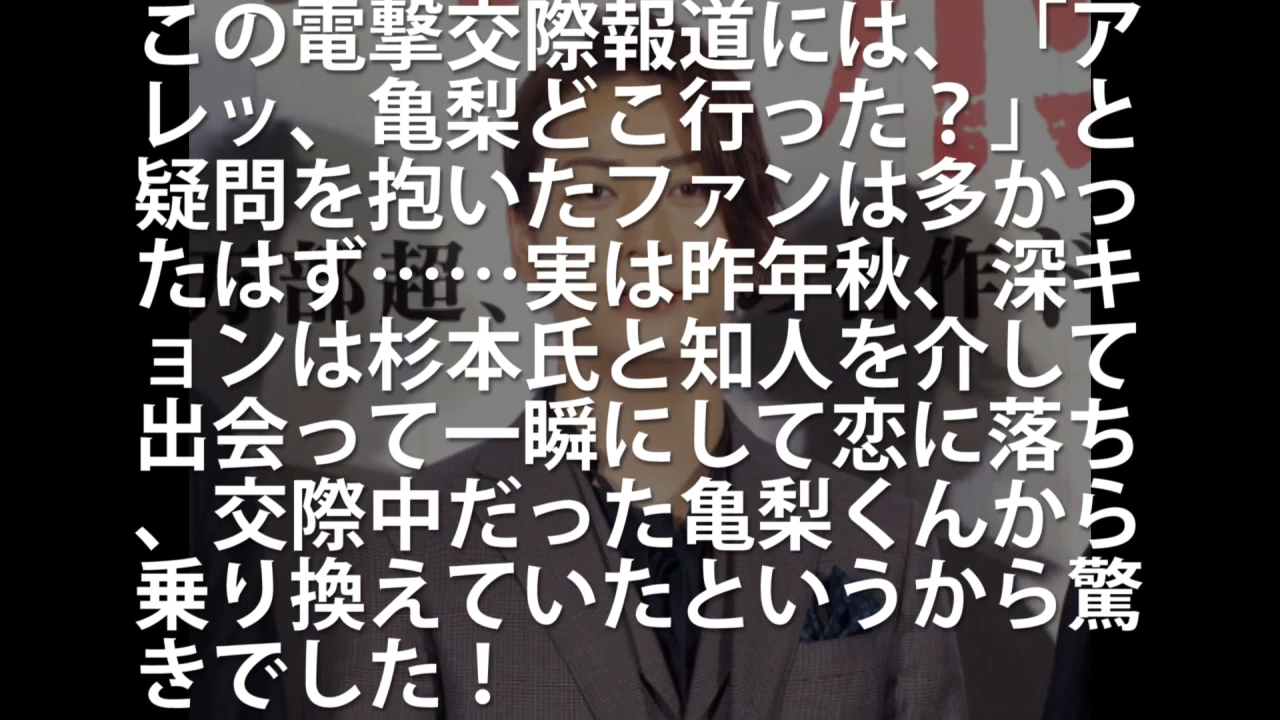 この電撃交際報道には、「ア
レッ、亀梨どこ行った？」と
疑問を抱いたファンは多かっ
たはず……実は昨年秋、深キ
ョンは杉本氏と知人を介して
出会って一瞬にして恋に落ち
、交際中だった亀梨くんから
乗り換えていたというから驚
きでした！
部超、
作